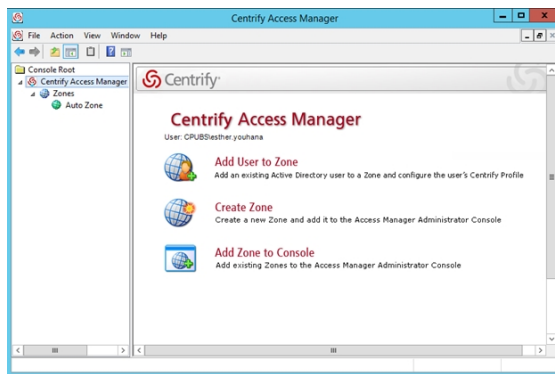 Centrify Access Manager
File Action View Window Help
Console Root
Centrify Access Manager
Zones
Auto Zone
Centrify
Centrify Access Manager
User: CPUBS\esther.youhana
Add User to Zone
Add an existing Active Directory user to a Zone and configure the user's Centrify Profile
Create Zone
Create a new Zone and add it to the Access Manager Administrator Console
Add Zone to Console
Add existing Zones to the Access Manager Administrator Console